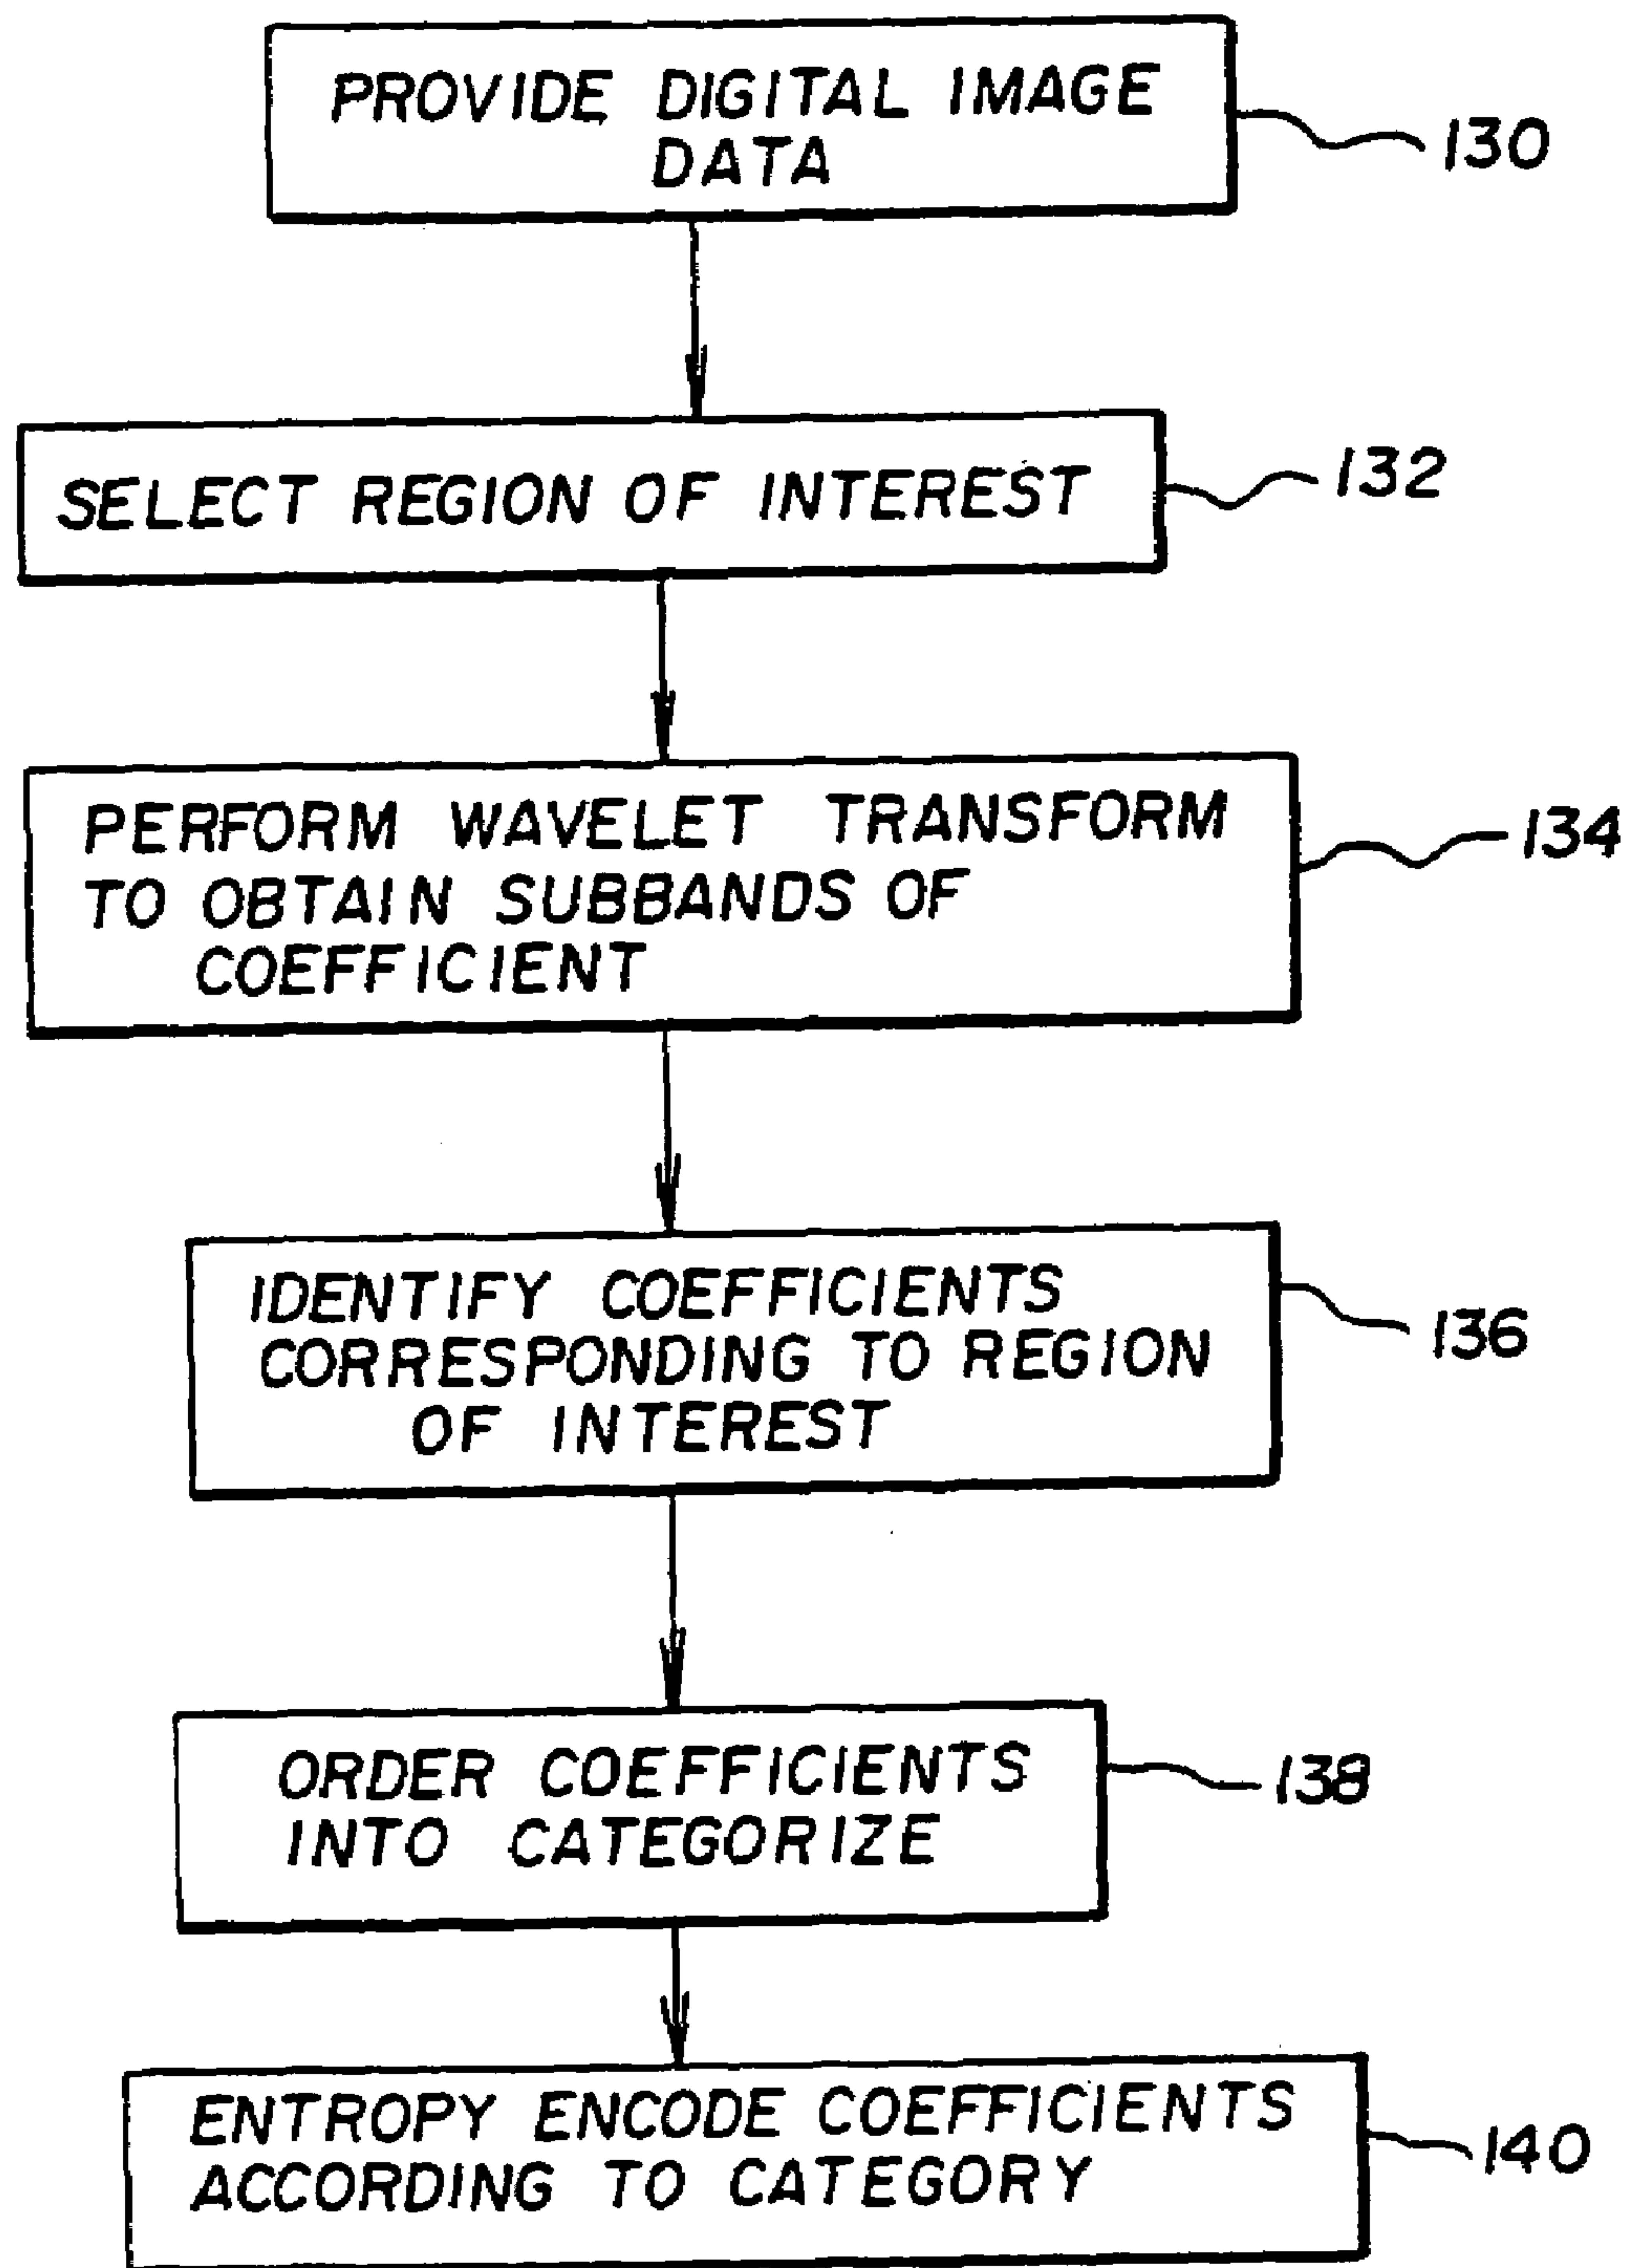 PROVIDE DIGITAL IMAGE
DATA
130
SELECT REGION OF INTEREST
132
PERFORM WAVELET TRANSFORM
TO OBTAIN SUBBANDS OF
COEFFICIENT
134
IDENTIFY COEFFICIENTS
CORRESPONDING TO REGION
OF INTEREST
136
ORDER COEFFICIENTS
INTO CATEGORIZE
138
ENTROPY ENCODE COEFFICIENTS
ACCORDING TO CATEGORY
140